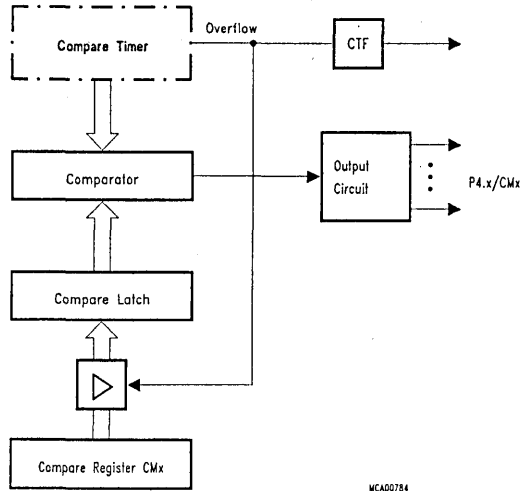 Compare Timer
Overflow
CTF
Comparator
Output
Circuit
P4.x/CMx
Compare Latch
Compare Register CMx
MCA00784